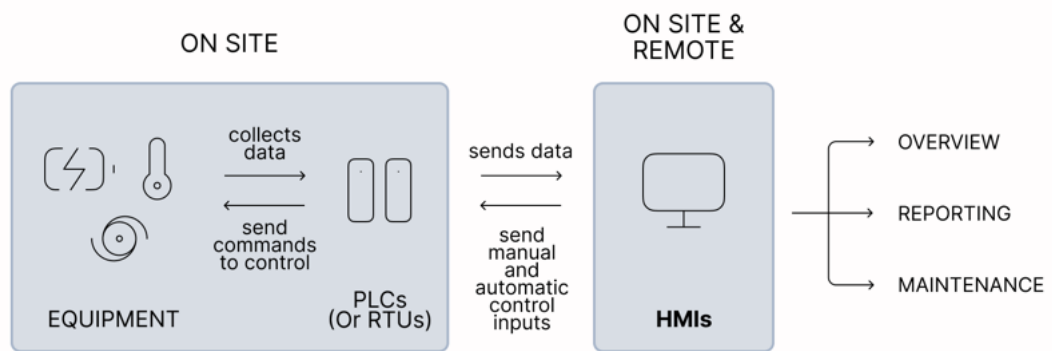 ON SITE
ON SITE &
REMOTE
collects
data
send
commands
to control
EQUIPMENT
PLCs
(Or RTUs)
sends data
send
manual
and
automatic
control
inputs
HMIs
OVERVIEW
REPORTING
MAINTENANCE